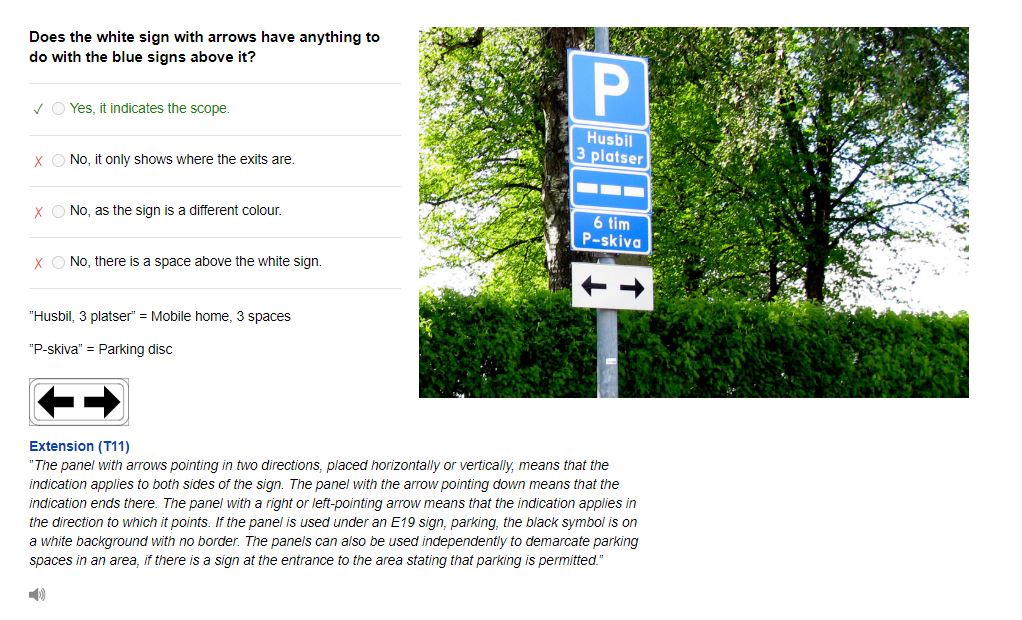 Does the white sign with arrows have anything to
do with the blue signs above it?
Yes, it indicates the scope.
No, it only shows where the exits are.
No, as the sign is a different colour.
No, there is a space above the white sign.
"Husbil, 3 platser" = Mobile home, 3 spaces
"P-skiva" = Parking disc
Extension (T11)
"The panel with arrows pointing in two directions, placed horizontally or vertically, means that the
indication applies to both sides of the sign. The panel with the arrow pointing down means that the
indication ends there. The panel with a right or left-pointing arrow means that the indication applies in
the direction to which it points. If the panel is used under an E19 sign, parking, the black symbol is on
a white background with no border. The panels can also be used independently to demarcate parking
spaces in an area, if there is a sign at the entrance to the area stating that parking is permitted."
P
Husbil
3 platser
6 tim
P-skiva